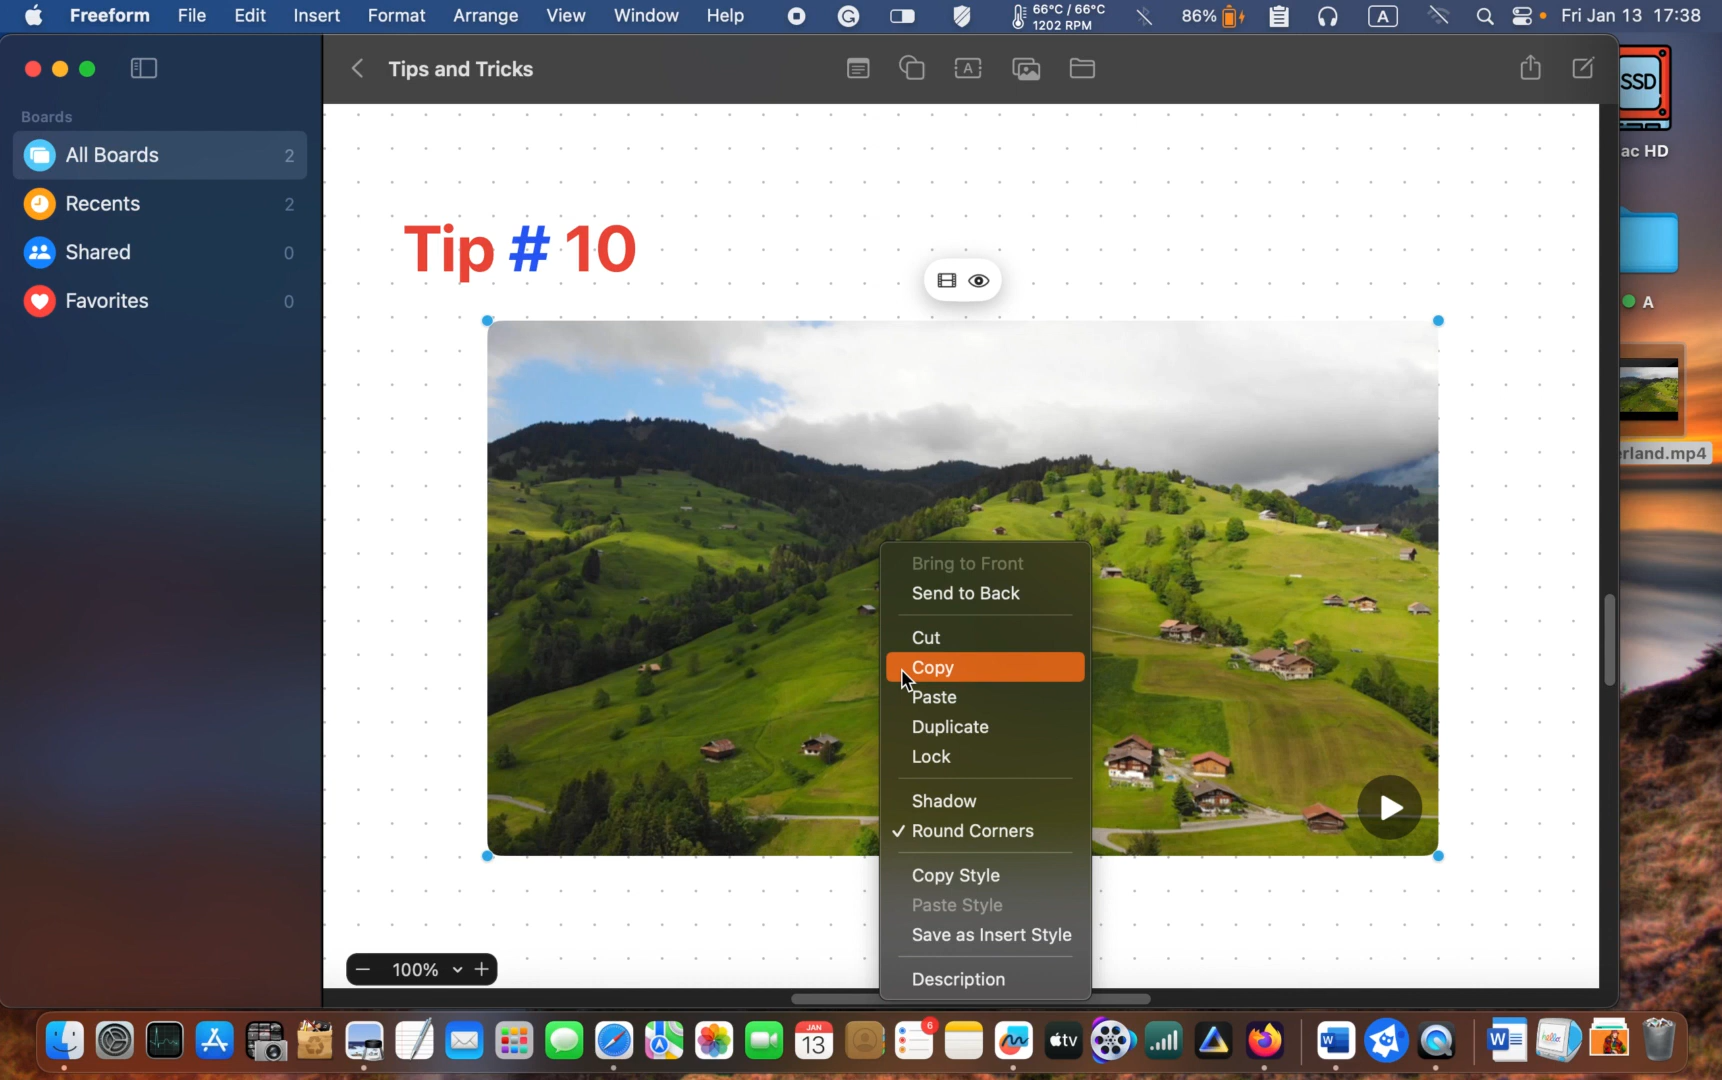 Freeform File Edit Insert Format Arrange View Window Help 66°C / 66°C 86% A Fri Jan 13 17:38
1202 RPM
Tips and Tricks
A
SSD
Boards
All Boards 2
ac HD
Recents 2
Shared 0
Favorites 0
A
Tip # 10
erland.mp4
Bring to Front
Send to Back
Cut
Copy
Paste
Duplicate
Lock
Shadow
✓ Round Corners
Copy Style
Paste Style
Save as Insert Style
Description
− 100% +
JAN
13
6
tv
W
W
hello